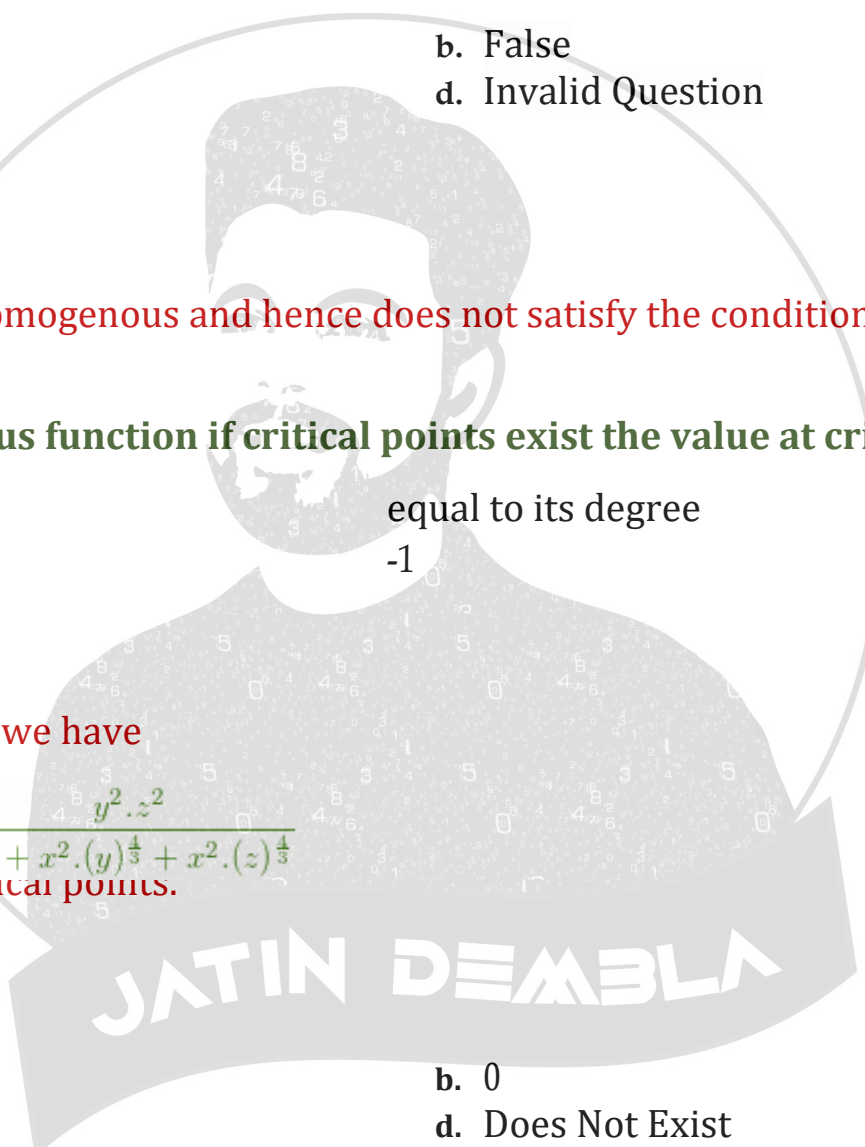 b. False
d. Invalid Question
omogenous and hence does not satisfy the condition
us function if critical points exist the value at cri
equal to its degree
-1
we have
y².z²
+ x².(y)^4/3 + x².(z)^4/3
ical points.
JATIN DEMBLA
b. 0
d. Does Not Exist